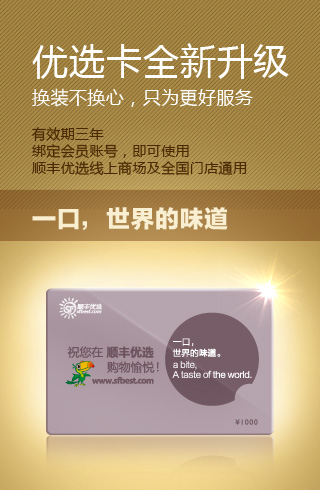 优选卡全新升级
换装不换心，只为更好服务
有效期三年
绑定会员账号，即可使用
顺丰优选线上商场及全国门店通用
一口，世界的味道
顺丰优选
sfbest.com
祝您在 顺丰优选
购物愉悦！
www.sfbest.com
一口，
世界的味道。
a bite,
A taste of the world.
¥1000